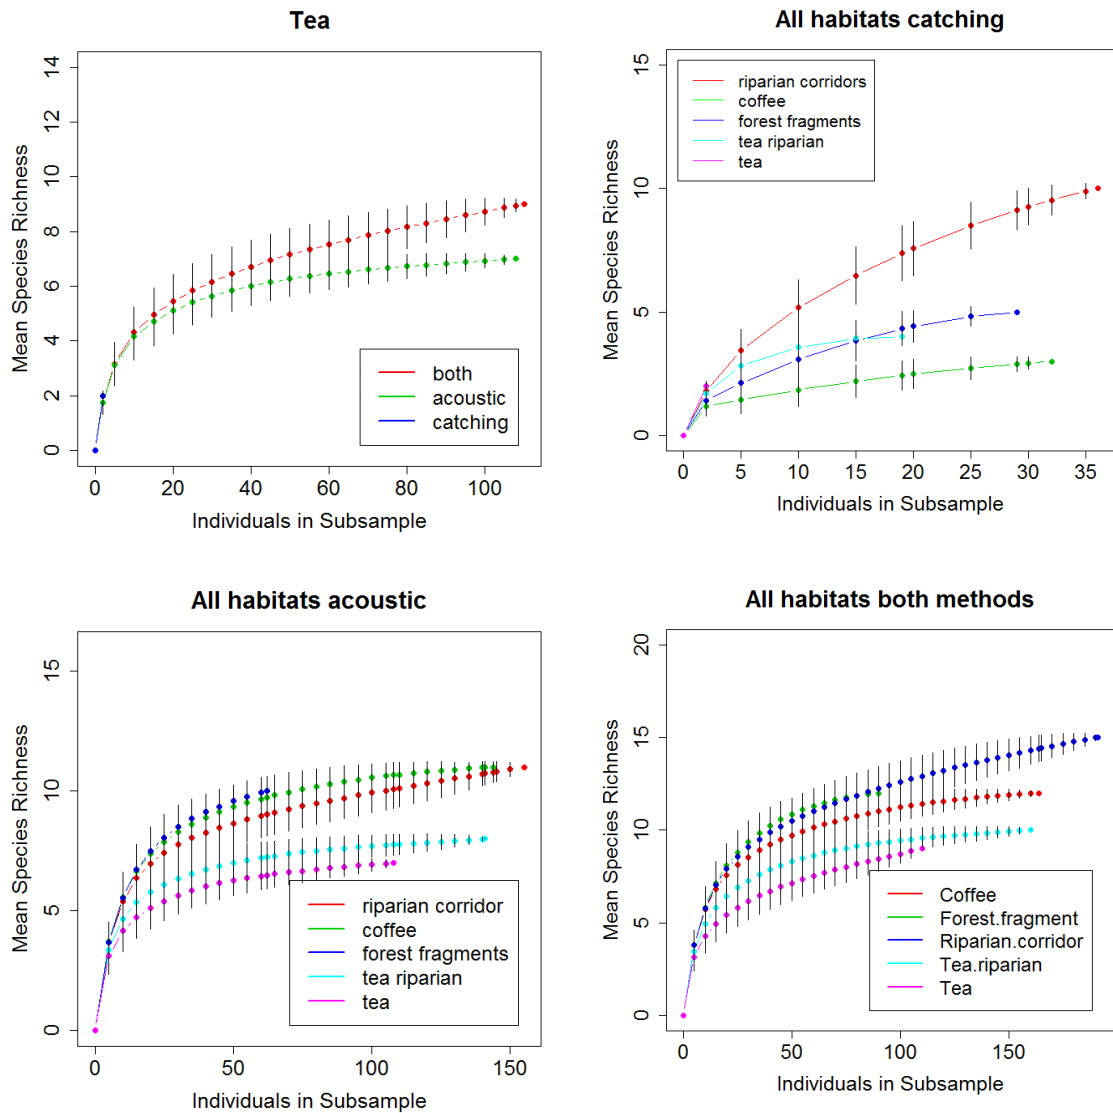 Tea
Mean Species Richness
14
12
10
8
6
4
2
0
both
acoustic
catching
0 20 40 60 80 100
Individuals in Subsample
All habitats catching
Mean Species Richness
15
10
5
0
riparian corridors
coffee
forest fragments
tea riparian
tea
0 5 10 15 20 25 30 35
Individuals in Subsample
All habitats acoustic
Mean Species Richness
15
10
5
0
riparian corridor
coffee
forest fragments
tea riparian
tea
0 50 100 150
Individuals in Subsample
All habitats both methods
Mean Species Richness
20
15
10
5
0
Coffee
Forest.fragment
Riparian.corridor
Tea.riparian
Tea
0 50 100 150
Individuals in Subsample